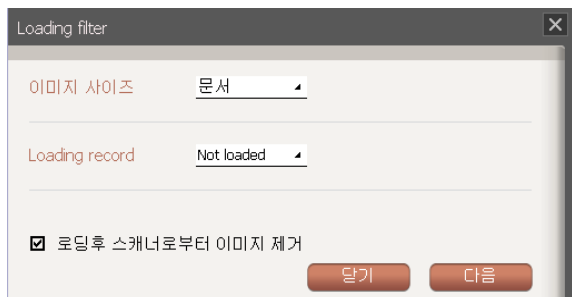 Loading filter
이미지 사이즈 문서
Loading record Not loaded
로딩후 스캐너로부터 이미지 제거
닫기 다음